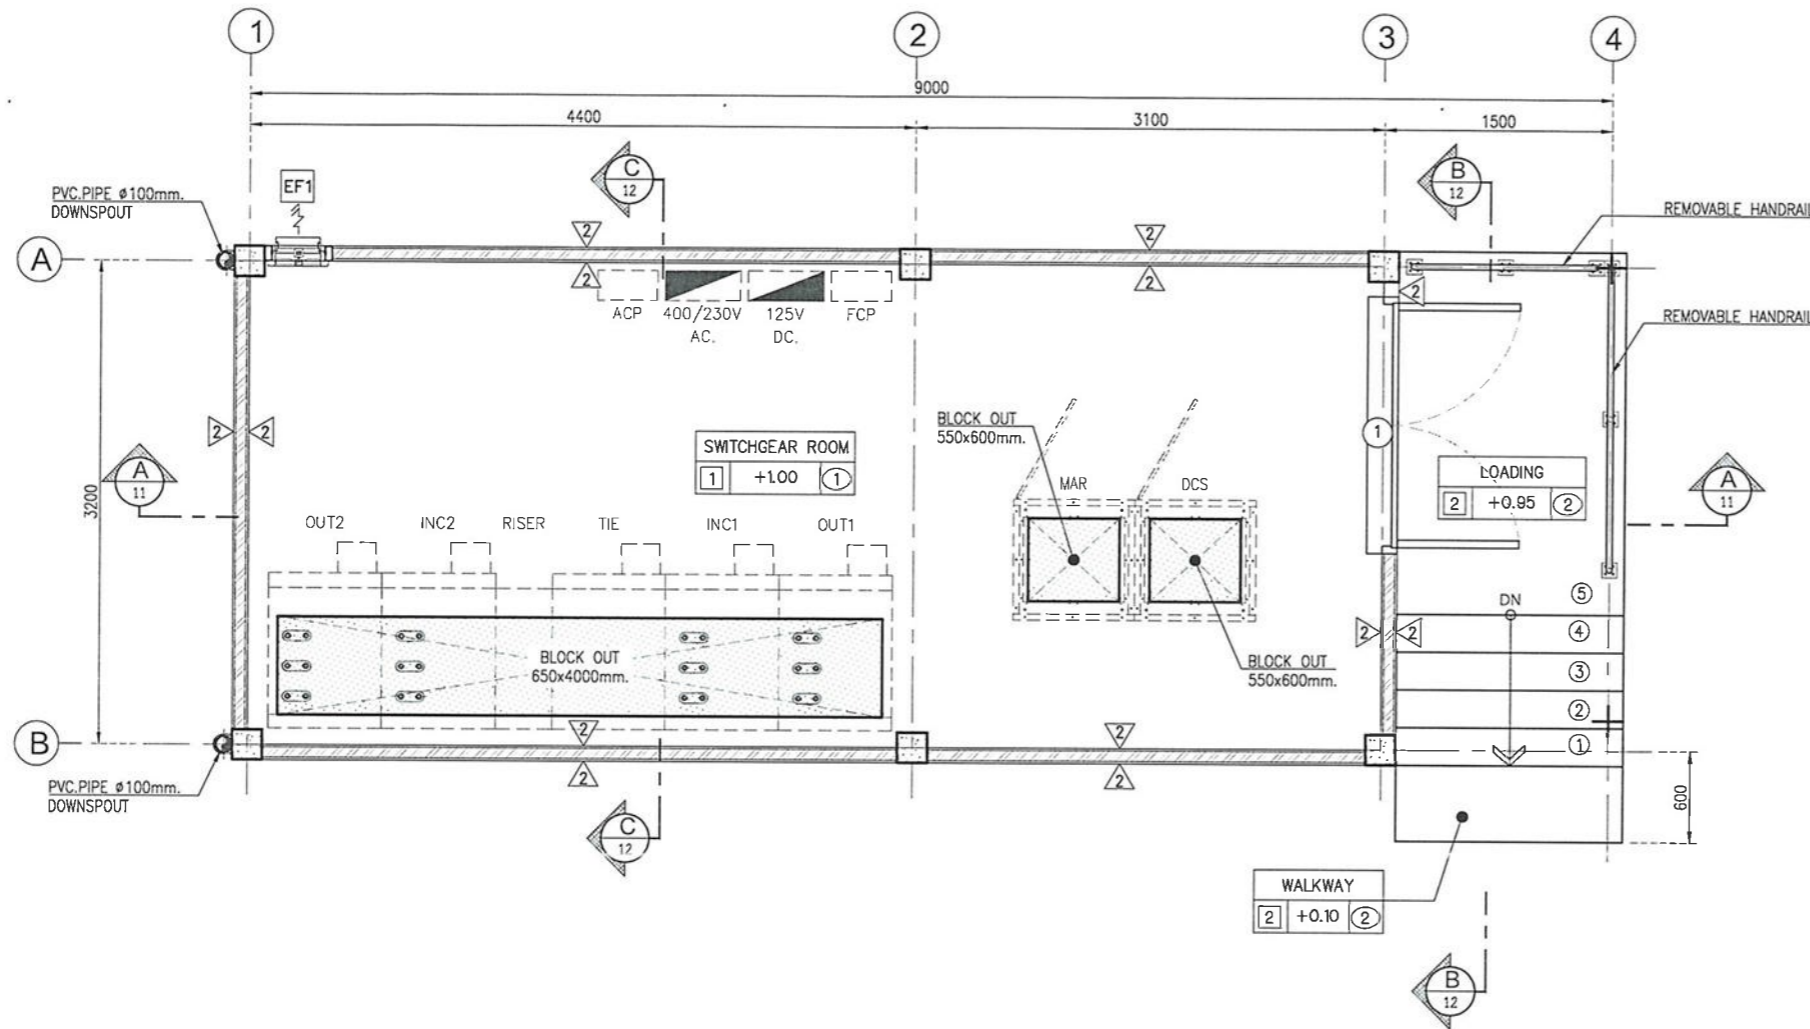 1
2
3
4
9000
4400
3100
1500
C
12
B
12
EF1
PVC.PIPE ø100mm.
DOWNSPOUT
REMOVABLE HANDRAIL
A
2
2
2
2
2
ACP
400/230V
AC.
125V
DC.
FCP
REMOVABLE HANDRAIL
BLOCK OUT
550x600mm.
2
2
1
SWITCHGEAR ROOM
1
+1.00
1
LOADING
2
+0.95
2
A
11
A
11
3200
MAR
DCS
OUT2
INC2
RISER
TIE
INC1
OUT1
5
DN
4
2
2
3
BLOCK OUT
650x4000mm.
BLOCK OUT
550x600mm.
2
1
B
2
2
2
2
PVC.PIPE ø100mm.
DOWNSPOUT
600
C
12
WALKWAY
2
+0.10
2
B
12